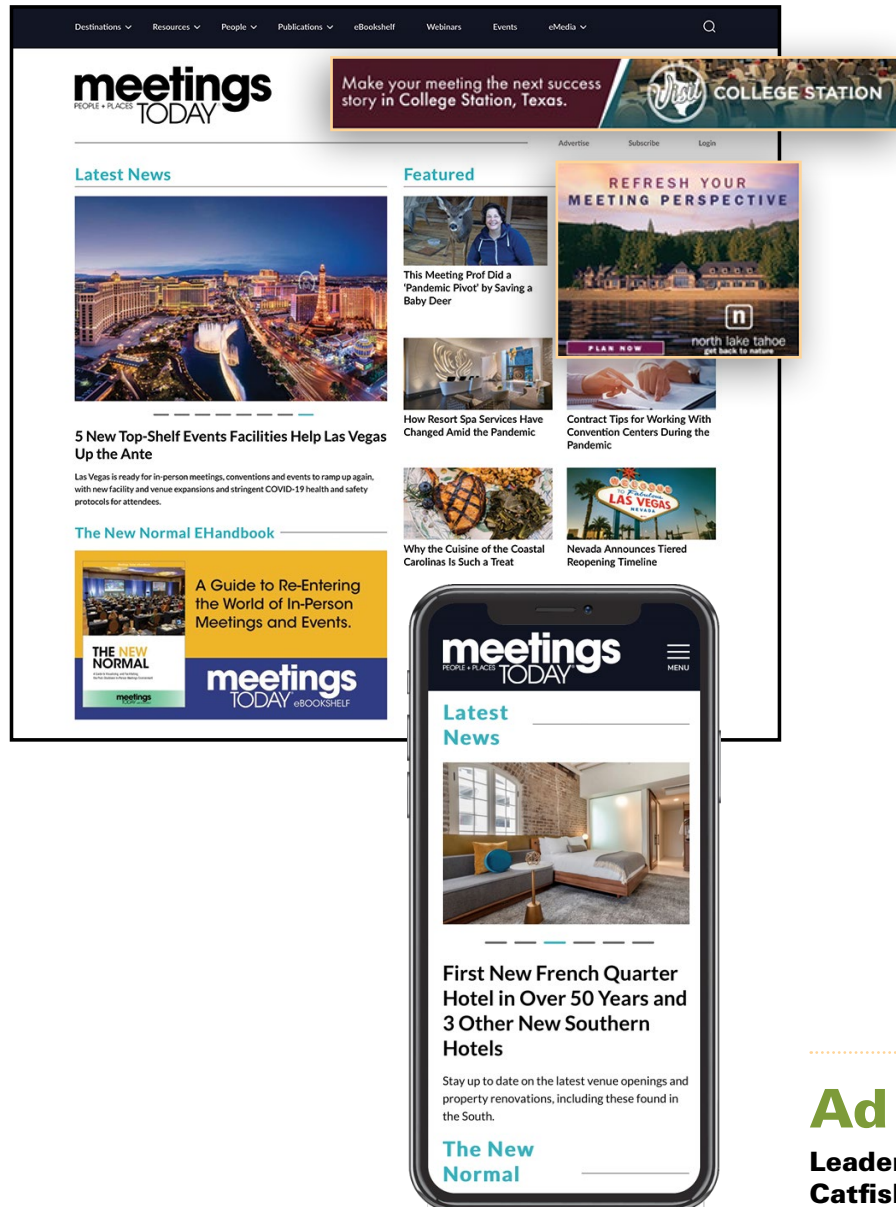 Destinations Resources People Publications eBookshelf Webinars Events eMedia
meetings
PEOPLE + PLACES TODAY
Make your meeting the next success
story in College Station, Texas.
Visit COLLEGE STATION
Advertise Subscribe Login
Latest News
5 New Top-Shelf Events Facilities Help Las Vegas
Up the Ante
Las Vegas is ready for in-person meetings, conventions and events to ramp up again,
with new facility and venue expansions and stringent COVID-19 health and safety
protocols for attendees.
The New Normal EHandbook
THE NEW
NORMAL
meetings
TODAY
A Guide to Re-Entering
the World of In-Person
Meetings and Events.
meetings
TODAY eBOOKSHELF
Featured
This Meeting Prof Did a
'Pandemic Pivot' by Saving a
Baby Deer
REFRESH YOUR
MEETING PERSPECTIVE
n
north lake tahoe
get back to nature
PLAN NOW
How Resort Spa Services Have
Changed Amid the Pandemic
Contract Tips for Working With
Convention Centers During the
Pandemic
WELCOME
TO Fabulous
LAS VEGAS
NEVADA
Why the Cuisine of the Coastal
Carolinas Is Such a Treat
Nevada Announces Tiered
Reopening Timeline
meetings
PEOPLE + PLACES TODAY
MENU
Latest
News
First New French Quarter
Hotel in Over 50 Years and
3 Other New Southern
Hotels
Stay up to date on the latest venue openings and
property renovations, including these found in
the South.
The New
Normal
Ad
Leader
Catfis